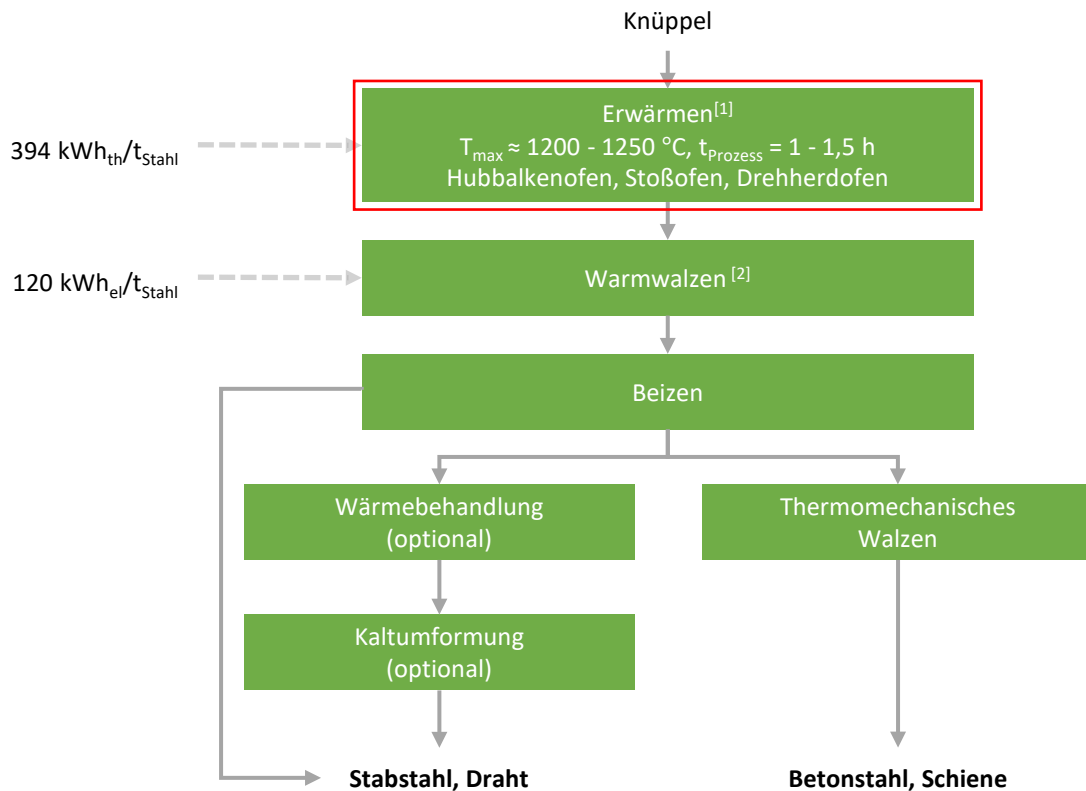 Knüppel
Erwärmen[1]
394 kWhth/tStahl
Tmax ≈ 1200 - 1250 °C, tProzess = 1 - 1,5 h
Hubbalkenofen, Stoßofen, Drehherdofen
120 kWhel/tStahl
Warmwalzen [2]
Beizen
Wärmebehandlung
(optional)
Thermomechanisches
Walzen
Kaltumformung
(optional)
Stabstahl, Draht
Betonstahl, Schiene